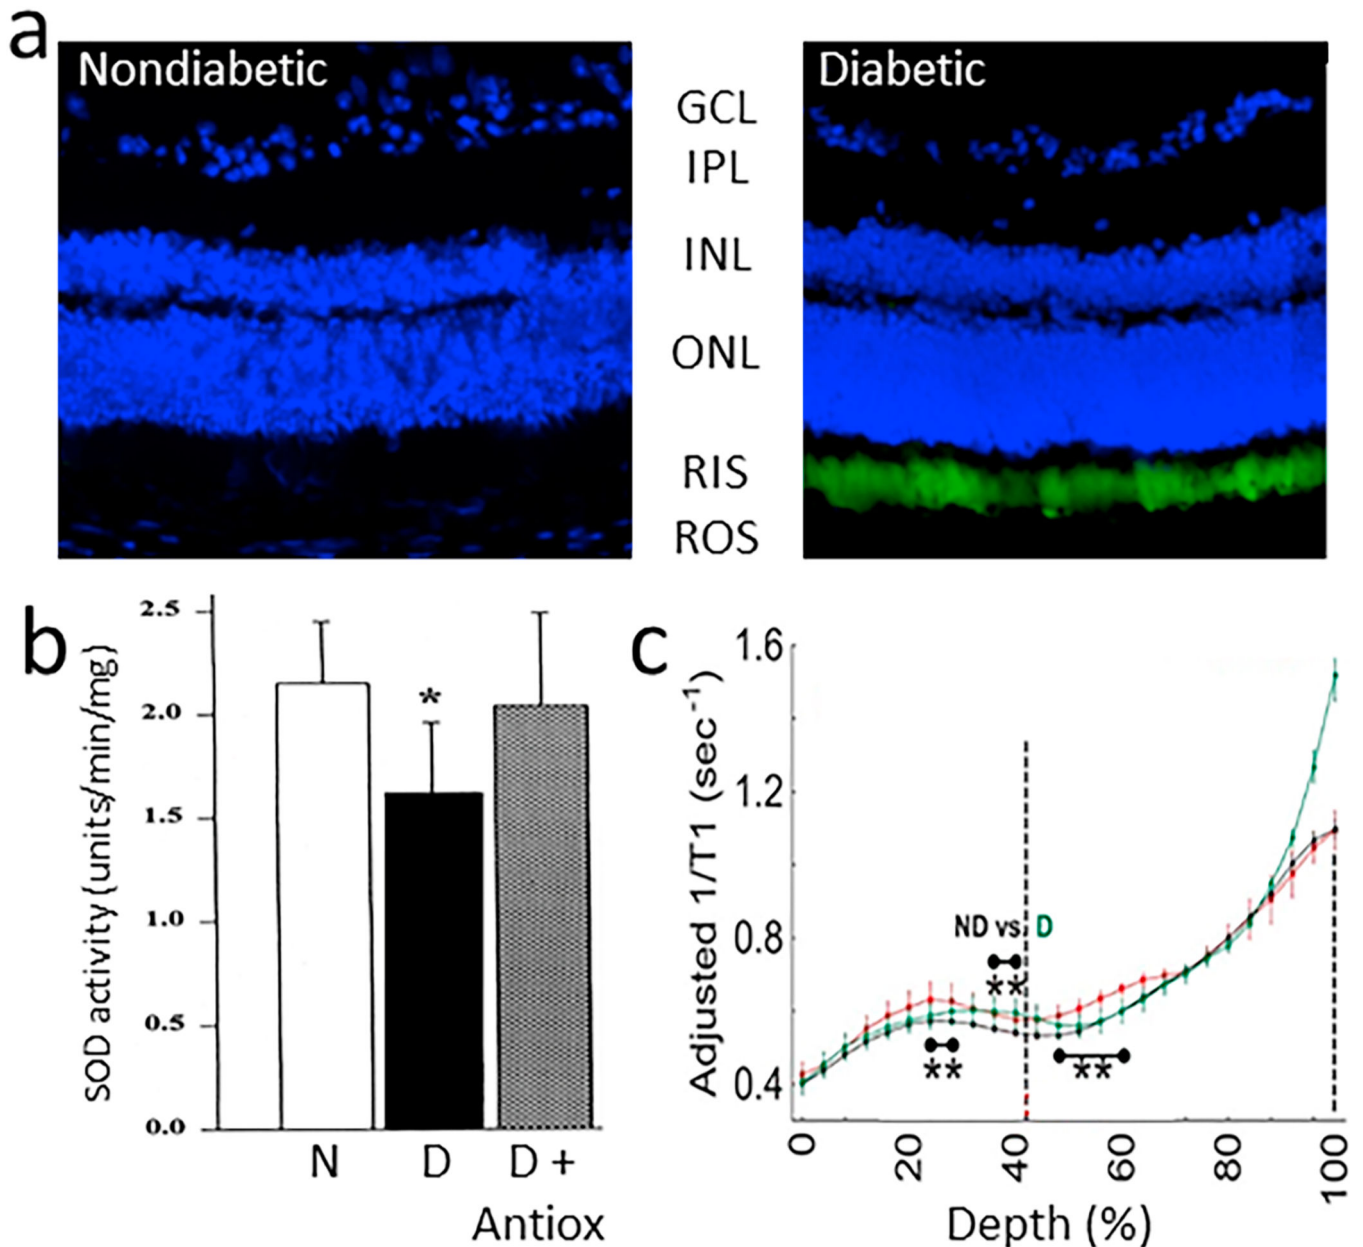 a
Nondiabetic
Diabetic
GCL
IPL
INL
ONL
RIS
ROS
b
SOD activity (units/min/mg)
2.5
2.0
1.5
1.0
0.5
0.0
*
N
D
D +
Antiox
c
Adjusted 1/T1 (sec⁻¹)
1.6
1.2
0.8
0.4
ND vs. D
**
**
**
0
20
40
60
80
100
Depth (%)